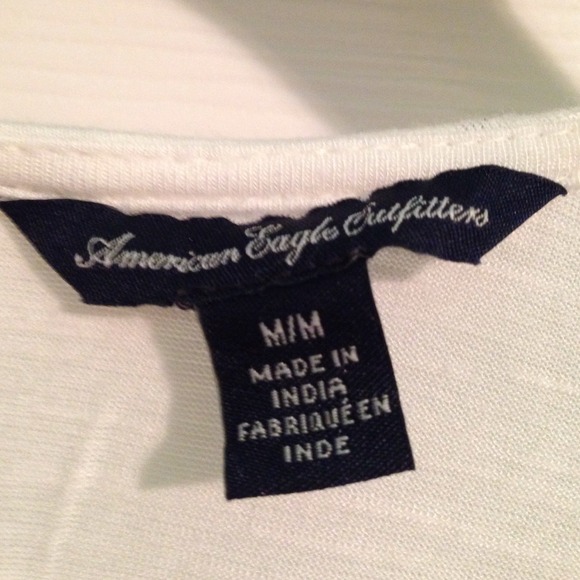 American Eagle Outfitters
M/M
MADE IN
INDIA
FABRIQUÉ EN
INDE